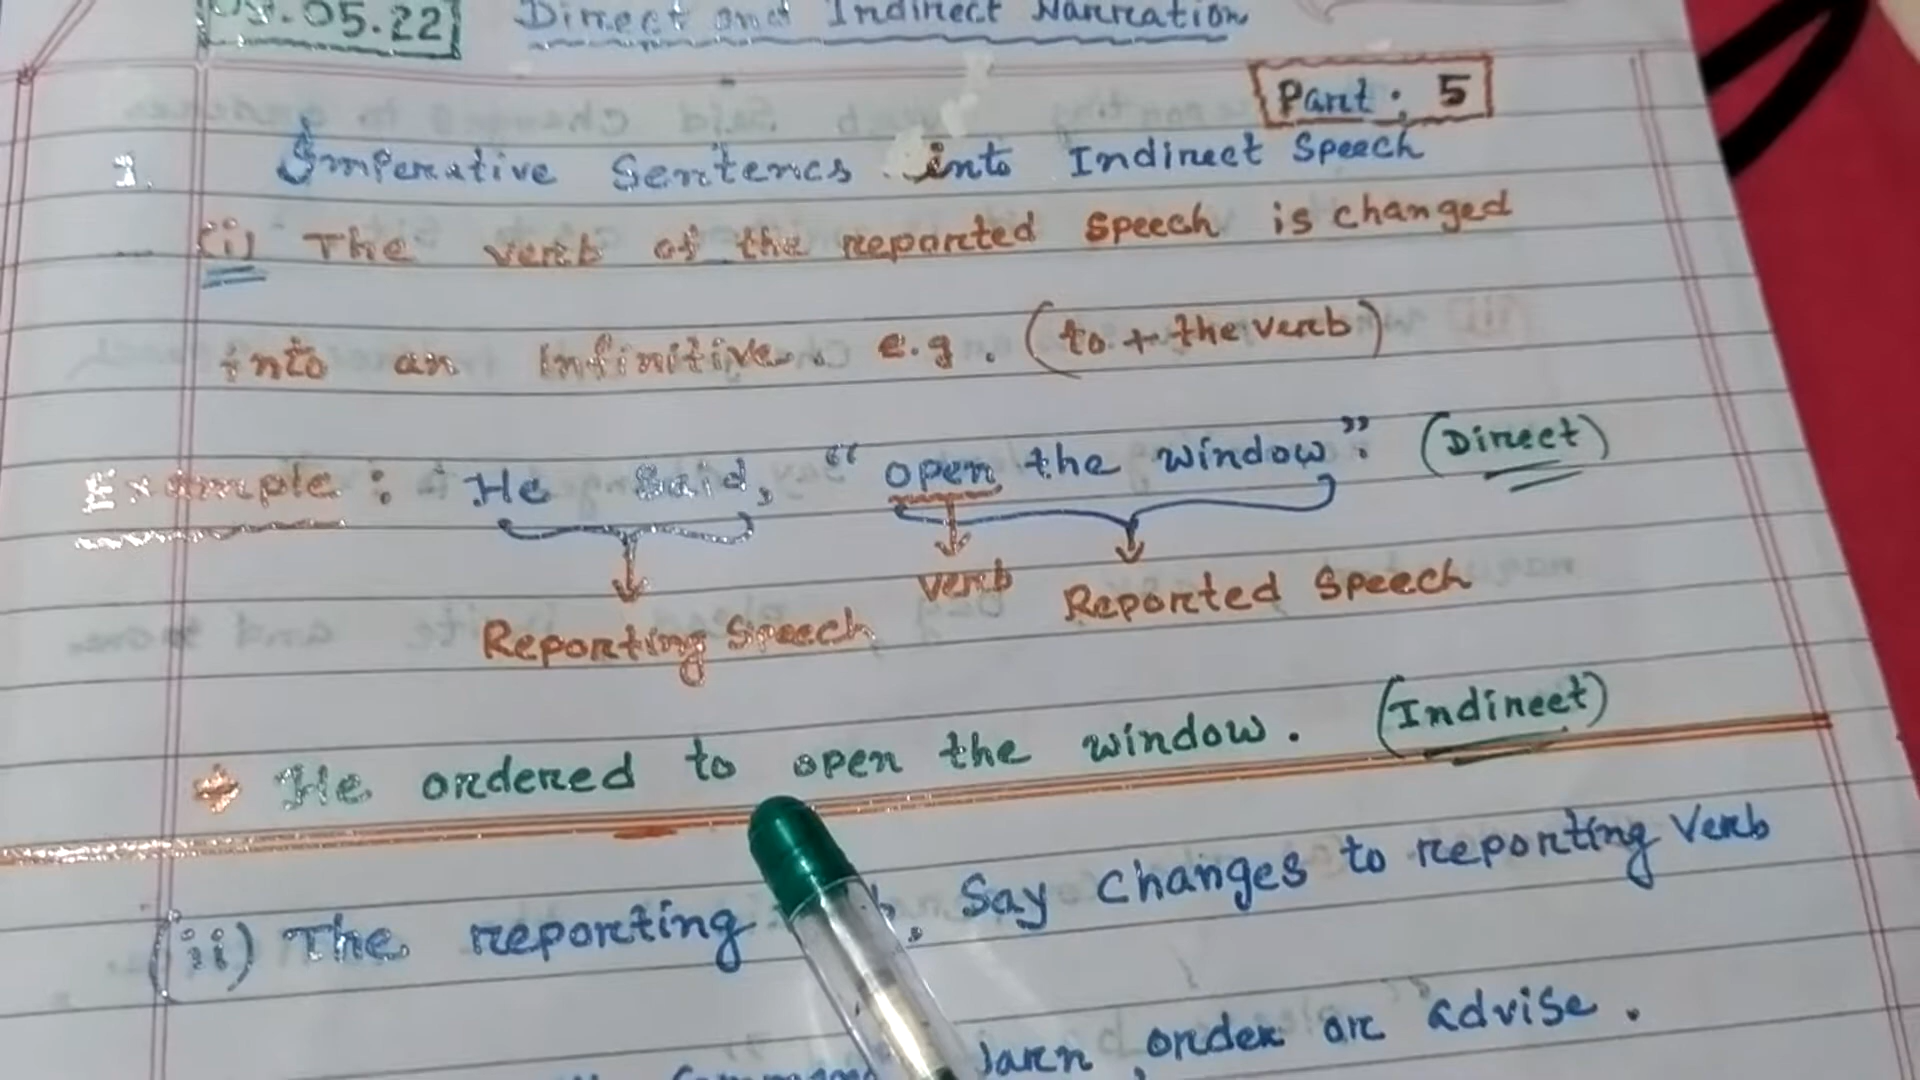 .05.22 Direct and Indirect Narration
Part : 5
1. Imperative Sentencs into Indirect Speech
(i) The verb of the reported speech is changed
into an infinitive. e.g. (to + the verb)
Example : He Said, "open the window". (Direct)
verb Reported Speech
Reporting Speech
He ordered to open the window. (Indirect)
(ii) The reporting , Say Changes to reporting Verb
order or advise.